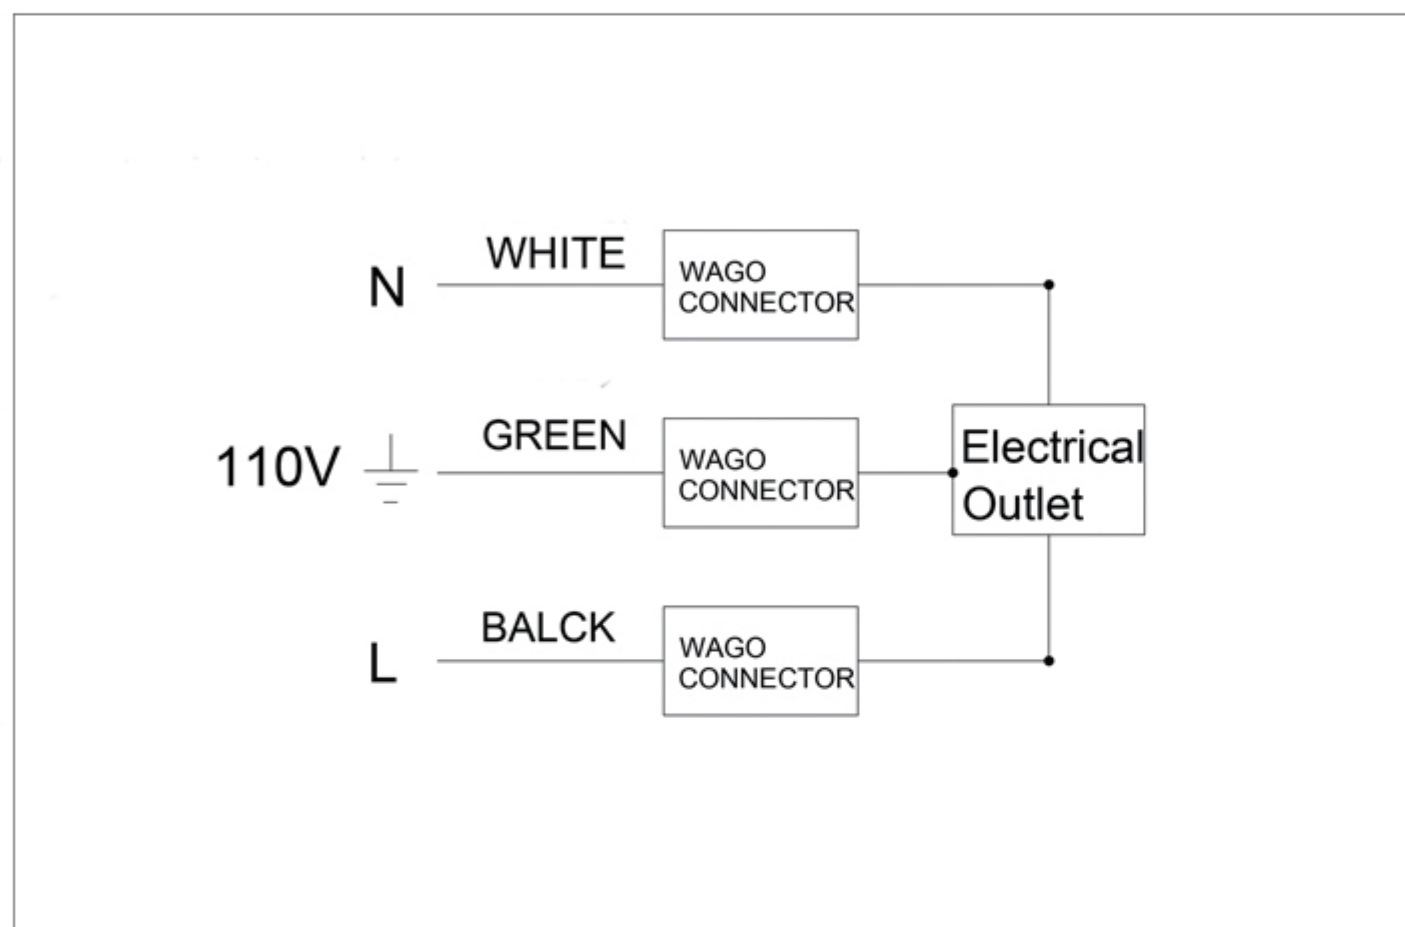 N
WHITE
WAGO
CONNECTOR
110V
GREEN
WAGO
CONNECTOR
Electrical
Outlet
L
BALCK
WAGO
CONNECTOR